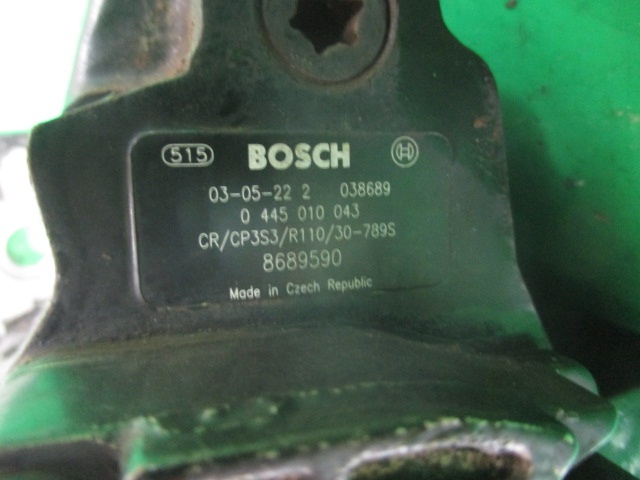 515 BOSCH H
03-05-22 2 038689
0 445 010 043
CR/CP3S3/R110/30-789S
8689590
Made in Czech Republic